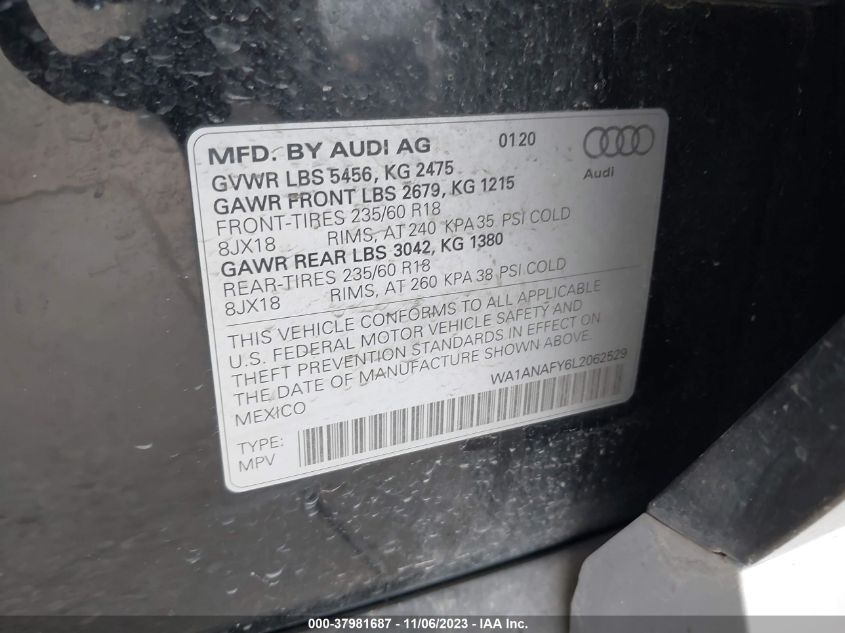 MFD. BY AUDI AG 0120
GVWR LBS 5456, KG 2475
GAWR FRONT LBS 2679, KG 1215
Audi
FRONT-TIRES 235/60 R18
8JX18 RIMS, AT 240 KPA 35 PSI COLD
GAWR REAR LBS 3042, KG 1380
REAR-TIRES 235/60 R18
8JX18 RIMS, AT 260 KPA 38 PSI COLD
THIS VEHICLE CONFORMS TO ALL APPLICABLE
U.S. FEDERAL MOTOR VEHICLE SAFETY AND
THEFT PREVENTION STANDARDS IN EFFECT ON
THE DATE OF MANUFACTURE SHOWN ABOVE.
MEXICO WA1ANAFY6L2062529
TYPE:
MPV
000-37981687 - 11/06/2023 - WA Inc.